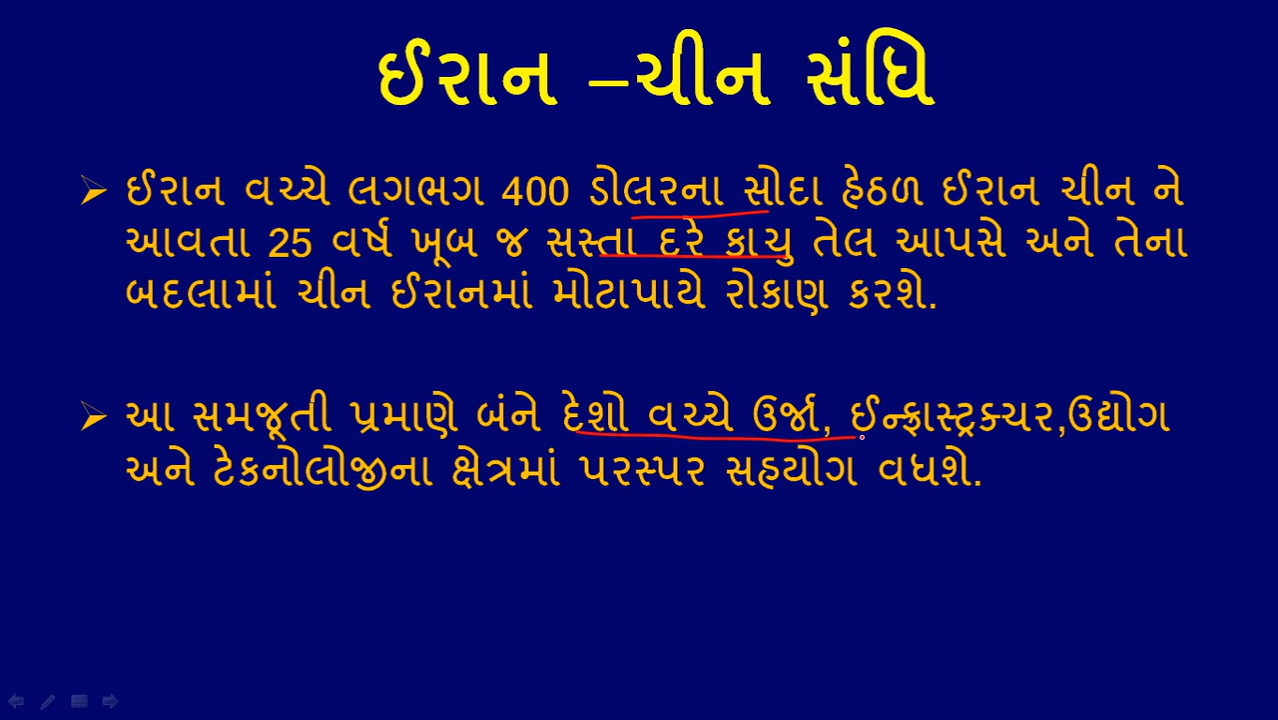 ઈરાન –ચીન સંધિ
ઈરાન વચ્ચે લગભગ 400 ડોલરના સોદા હેઠળ ઈરાન ચીન ને
આવતા 25 વર્ષ ખૂબ જ સસ્તા દરે કાચુ તેલ આપસે અને તેના
બદલામાં ચીન ઈરાનમાં મોટાપાયે રોકાણ કરશે.
આ સમજૂતી પ્રમાણે બંને દેશો વચ્ચે ઉર્જા, ઈન્ફ્રાસ્ટ્રક્ચર,ઉદ્યોગ
અને ટેકનોલોજીના ક્ષેત્રમાં પરસ્પર સહયોગ વધશે.